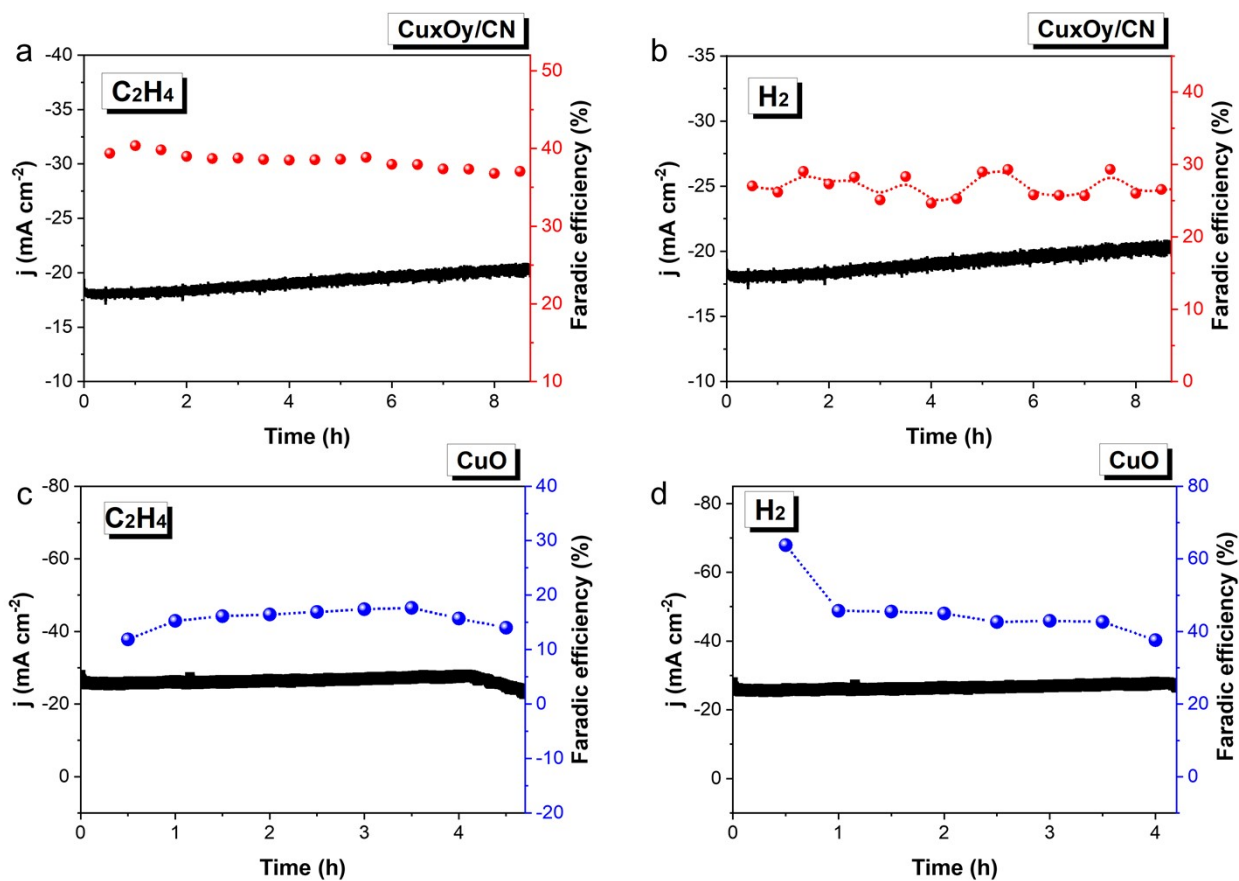 a
CuxOy/CN
C2H4
j (mA cm-2)
-40
-35
-30
-25
-20
-15
-10
0
2
4
6
8
Time (h)
50
40
30
20
10
Faradic efficiency (%)
b
CuxOy/CN
H2
j (mA cm-2)
-35
-30
-25
-20
-15
-10
0
2
4
6
8
Time (h)
40
30
20
10
0
Faradic efficiency (%)
c
CuO
C2H4
j (mA cm-2)
-80
-60
-40
-20
0
0
1
2
3
4
Time (h)
40
30
20
10
0
-10
-20
Faradic efficiency (%)
d
CuO
H2
j (mA cm-2)
-80
-60
-40
-20
0
0
1
2
3
4
Time (h)
80
60
40
20
0
Faradic efficiency (%)